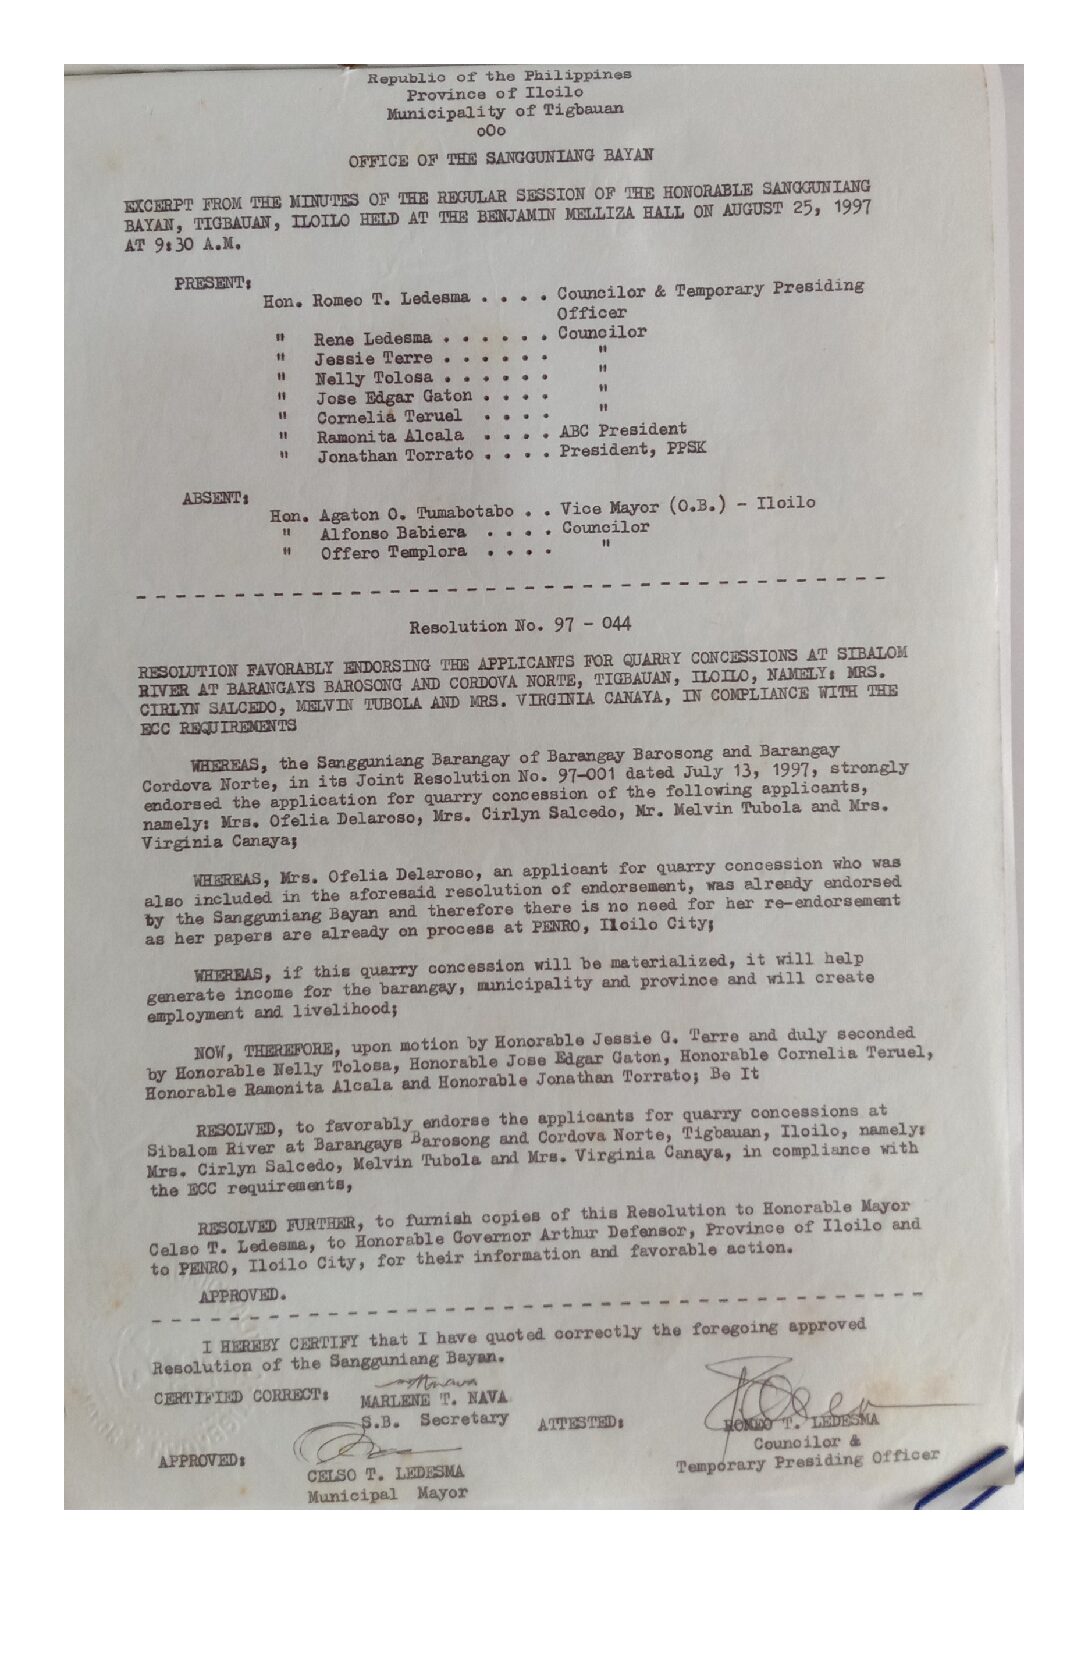 Republic of the Philippines
Province of Iloilo
Municipality of Tigbauan
oOo
OFFICE OF THE SANGGUNIANG BAYAN
EXCERPT FROM THE MINUTES OF THE REGULAR SESSION OF THE HONORABLE SANGGUNIANG
BAYAN, TIGBAUAN, ILOILO HELD AT THE BENJAMIN MELLIZA HALL ON AUGUST 25, 1997
AT 9:30 A.M.
PRESENT:
Hon. Romeo T. Ledesma . . . . Councilor & Temporary Presiding
Officer
" Rene Ledesma . . . . . . Councilor
" Jessie Terre . . . . . . "
" Nelly Tolosa . . . . . . "
" Jose Edgar Gaton . . . . "
" Cornelia Teruel . . . . "
" Ramonita Alcala . . . . ABC President
" Jonathan Torrato . . . . President, PPSK
ABSENT:
Hon. Agaton O. Tumabotabo . . Vice Mayor (O.B.) - Iloilo
" Alfonso Babiera . . . . Councilor
" Offero Templora . . . . "
- - - - - - - - - - - - - - - - - - - - - - - - - - - - - - - - - - - - - - -
Resolution No. 97 - 044
RESOLUTION FAVORABLY ENDORSING THE APPLICANTS FOR QUARRY CONCESSIONS AT SIBALOM
RIVER AT BARANGAYS BAROSONG AND CORDOVA NORTE, TIGBAUAN, ILOILO, NAMELY: MRS.
CIRLYN SALCEDO, MELVIN TUBOLA AND MRS. VIRGINIA CANAYA, IN COMPLIANCE WITH THE
ECC REQUIREMENTS
WHEREAS, the Sangguniang Barangay of Barangay Barosong and Barangay
Cordova Norte, in its Joint Resolution No. 97-001 dated July 13, 1997, strongly
endorsed the application for quarry concession of the following applicants,
namely: Mrs. Ofelia Delaroso, Mrs. Cirlyn Salcedo, Mr. Melvin Tubola and Mrs.
Virginia Canaya;
WHEREAS, Mrs. Ofelia Delaroso, an applicant for quarry concession who was
also included in the aforesaid resolution of endorsement, was already endorsed
by the Sangguniang Bayan and therefore there is no need for her re-endorsement
as her papers are already on process at PENRO, Iloilo City;
WHEREAS, if this quarry concession will be materialized, it will help
generate income for the barangay, municipality and province and will create
employment and livelihood;
NOW, THEREFORE, upon motion by Honorable Jessie G. Terre and duly seconded
by Honorable Nelly Tolosa, Honorable Jose Edgar Gaton, Honorable Cornelia Teruel,
Honorable Ramonita Alcala and Honorable Jonathan Torrato; Be It
RESOLVED, to favorably endorse the applicants for quarry concessions at
Sibalom River at Barangays Barosong and Cordova Norte, Tigbauan, Iloilo, namely:
Mrs. Cirlyn Salcedo, Melvin Tubola and Mrs. Virginia Canaya, in compliance with
the ECC requirements,
RESOLVED FURTHER, to furnish copies of this Resolution to Honorable Mayor
Celso T. Ledesma, to Honorable Governor Arthur Defensor, Province of Iloilo and
to PENRO, Iloilo City, for their information and favorable action.
APPROVED.
- - - - - - - - - - - - - - - - - - - - - - - - - - - - - - - - - - - - - - -
I HEREBY CERTIFY that I have quoted correctly the foregoing approved
Resolution of the Sangguniang Bayan.
CERTIFIED CORRECT: MARLENE T. NAVA
S.B. Secretary
ATTESTED: ROMEO T. LEDESMA
Councilor &
Temporary Presiding Officer
APPROVED:
CELSO T. LEDESMA
Municipal Mayor